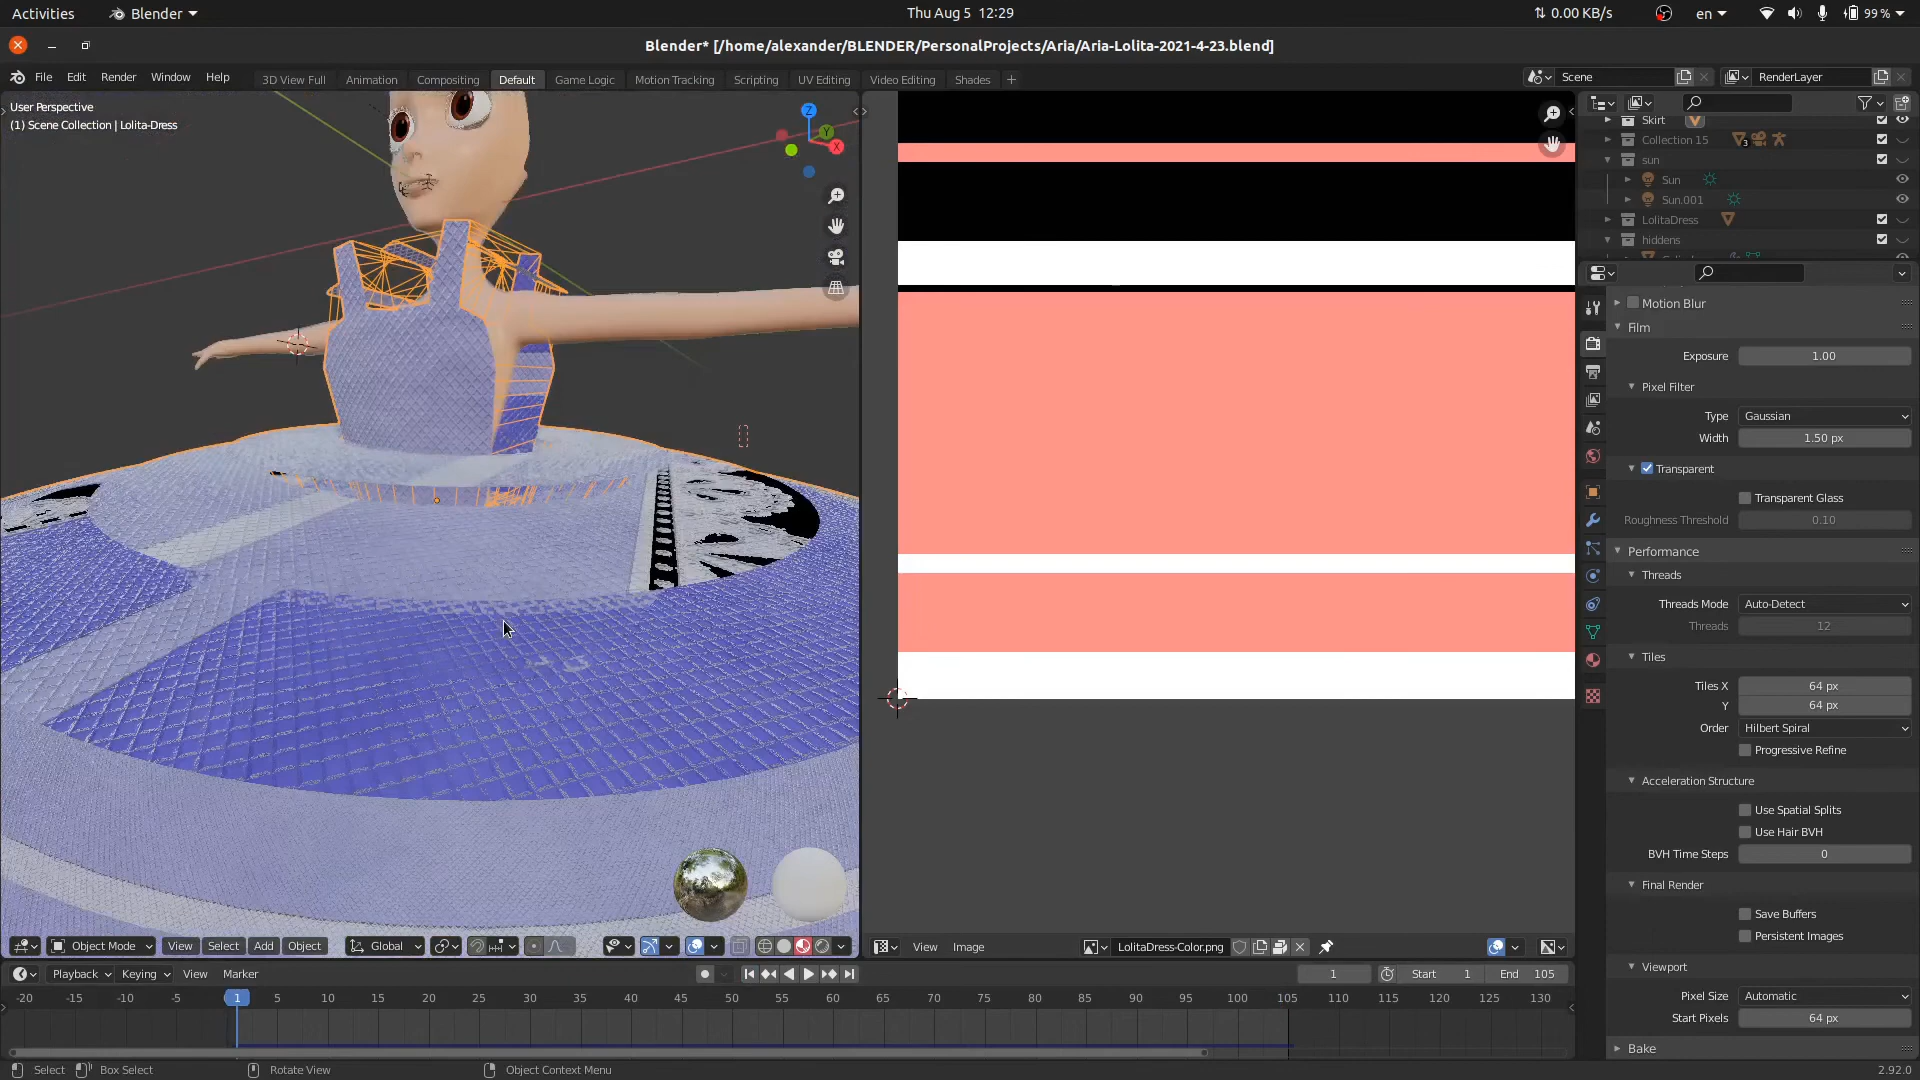 Activities
Blender
Thu Aug 5 12:29
0.00 KB/s
en
99 %
Blender* [/home/alexander/BLENDER/PersonalProjects/Aria/Aria-Lolita-2021-4-23.blend]
File Edit Render Window Help
3D View Full Animation Compositing Default Game Logic Motion Tracking Scripting UV Editing Video Editing Shades +
Scene
RenderLayer
User Perspective
(1) Scene Collection | Lolita-Dress
Z
Y
X
Skirt
Collection 15
3
sun
Sun
Sun.001
LolitaDress
hiddens
Motion Blur
Film
Exposure 1.00
Pixel Filter
Type Gaussian
Width 1.50 px
Transparent
Transparent Glass
Roughness Threshold 0.10
Performance
Threads
Threads Mode Auto-Detect
Threads 12
Tiles
Tiles X 64 px
Y 64 px
Order Hilbert Spiral
Progressive Refine
Acceleration Structure
Use Spatial Splits
Use Hair BVH
BVH Time Steps 0
Final Render
Save Buffers
Persistent Images
Viewport
Pixel Size Automatic
Start Pixels 64 px
Bake
Object Mode View Select Add Object Global
View Image LolitaDress-Color.png
Playback Keying View Marker
1 Start 1 End 105
-20 -15 -10 -5 1 5 10 15 20 25 30 35 40 45 50 55 60 65 70 75 80 85 90 95 100 105 110 115 120 125 130
Select Box Select Rotate View Object Context Menu 2.92.0